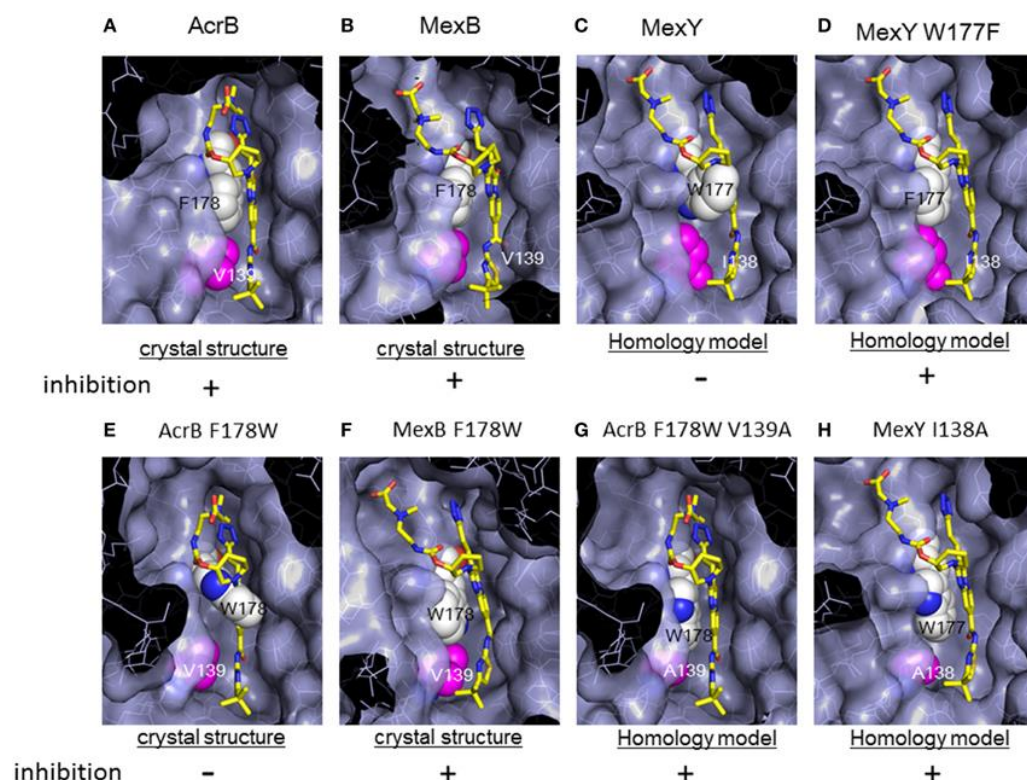 A AcrB B MexB C MexY D MexY W177F
F178 F178 W177 F177
V139 V139 I138 I138
crystal structure crystal structure Homology model Homology model
inhibition + + - +
E AcrB F178W F MexB F178W G AcrB F178W V139A H MexY I138A
W178 W178 W178 W177
V139 V139 A139 A138
crystal structure crystal structure Homology model Homology model
inhibition - + + +